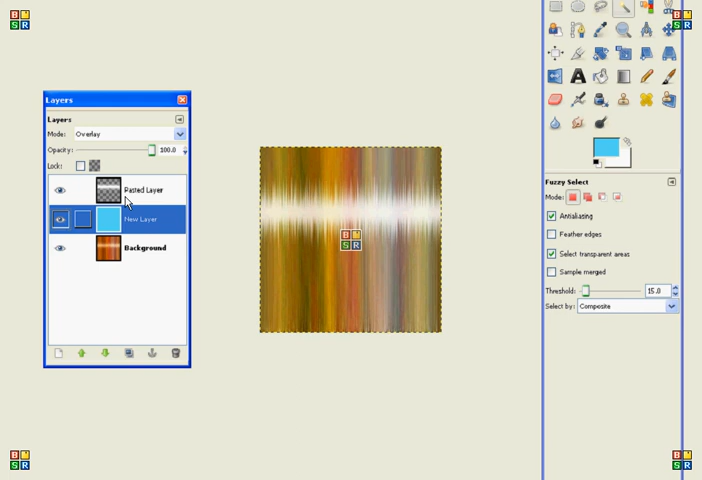 B
S R
B
S R
Layers
Layers
Mode: Overlay
Opacity: 100.0
Lock:
Pasted Layer
New Layer
Background
B
S R
A
Fuzzy Select
Mode:
Antialiasing
Feather edges
Select transparent areas
Sample merged
Threshold: 15.0
Select by: Composite
B
S R
B
S R